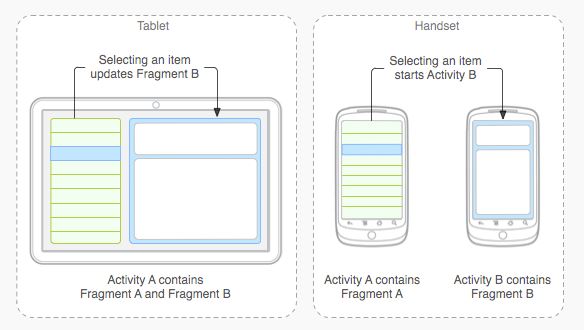 Tablet
Selecting an item
updates Fragment B
Activity A contains
Fragment A and Fragment B
Handset
Selecting an item
starts Activity B
Activity A contains
Fragment A
Activity B contains
Fragment B